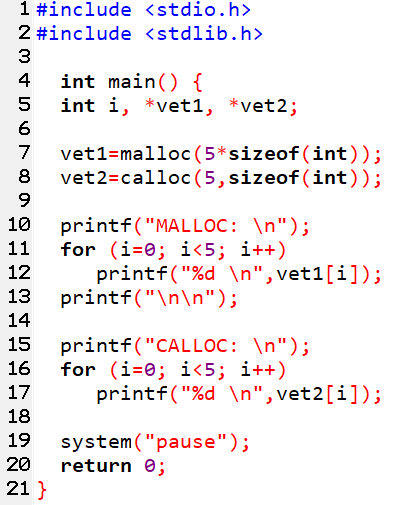 1 #include <stdio.h>
2 #include <stdlib.h>
3
4 int main() {
5 int i, *vet1, *vet2;
6
7 vet1=malloc(5*sizeof(int));
8 vet2=calloc(5,sizeof(int));
9
10 printf("MALLOC: \n");
11 for (i=0; i<5; i++)
12 printf("%d \n",vet1[i]);
13 printf("\n\n");
14
15 printf("CALLOC: \n");
16 for (i=0; i<5; i++)
17 printf("%d \n",vet2[i]);
18
19 system("pause");
20 return 0;
21 }